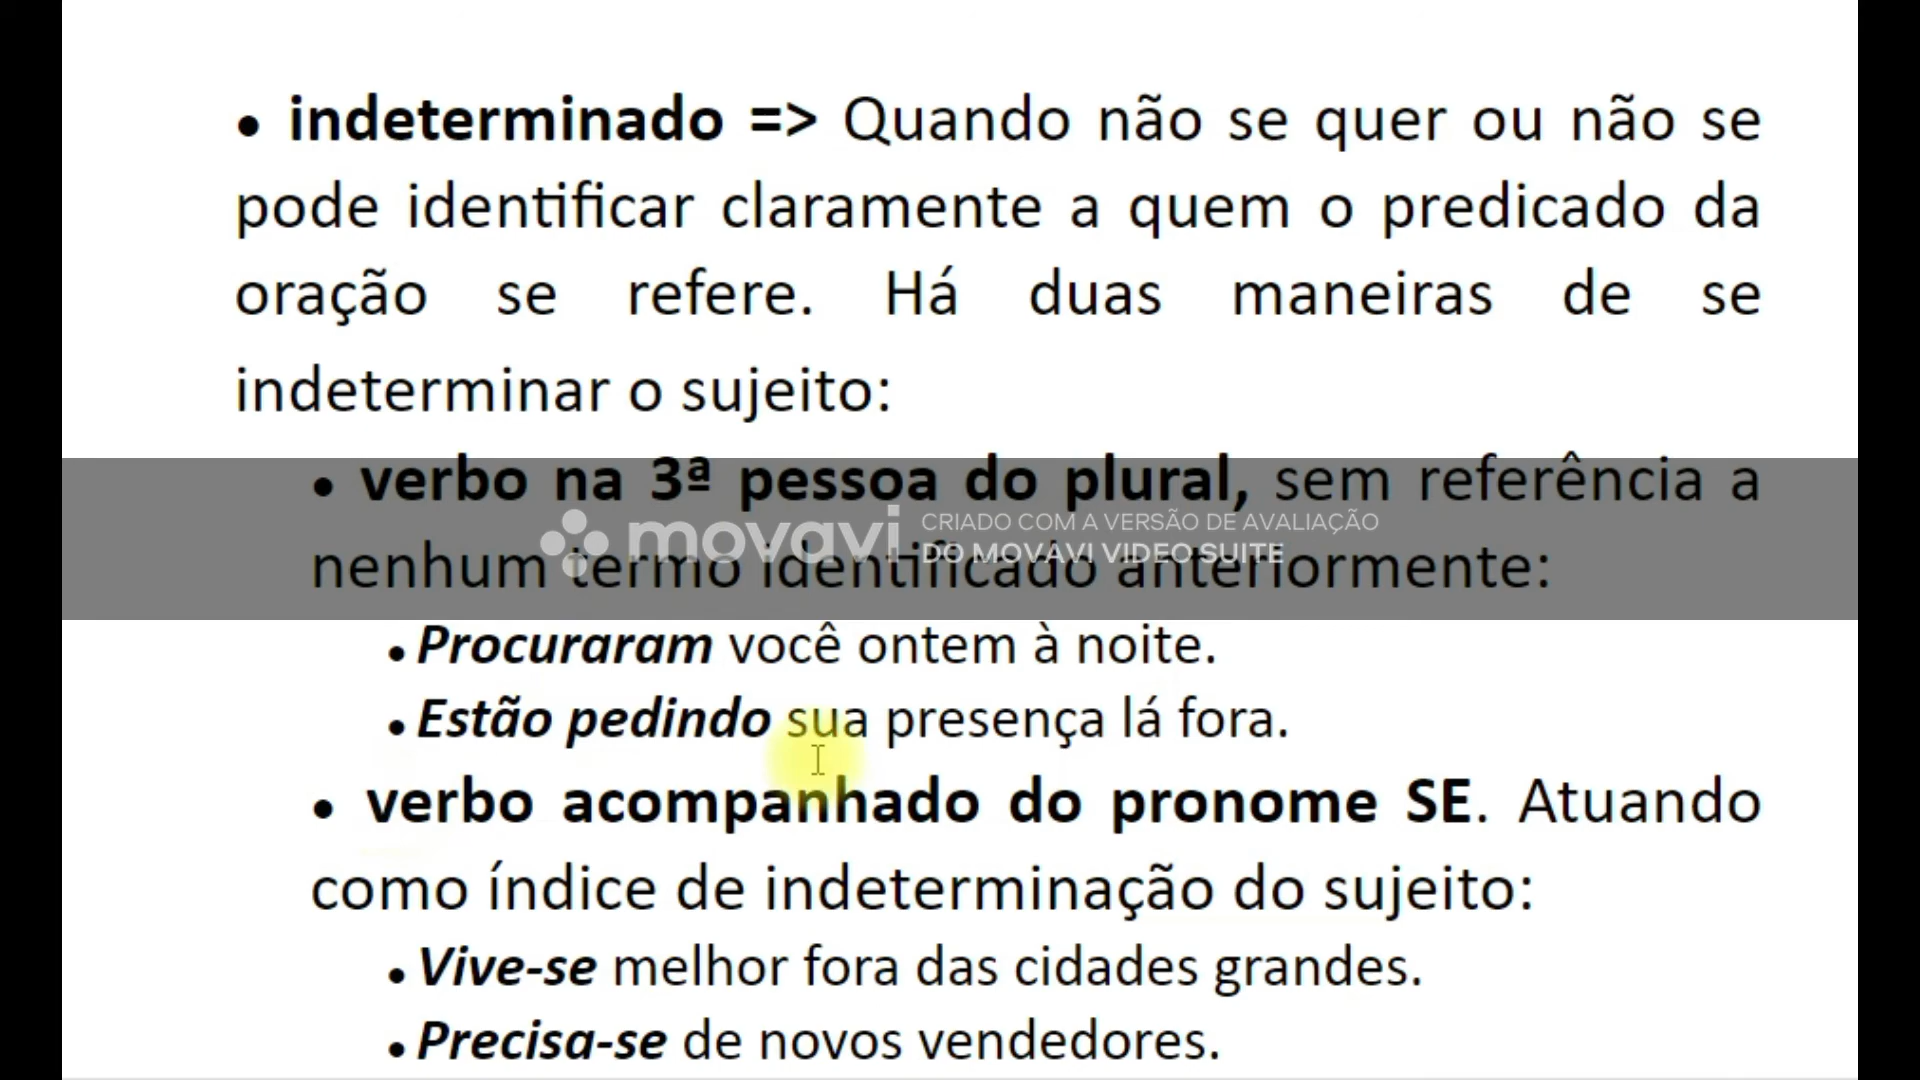 • indeterminado => Quando não se quer ou não se
pode identificar claramente a quem o predicado da
oração se refere. Há duas maneiras de se
indeterminar o sujeito:
• verbo na 3ª pessoa do plural, sem referência a
movavi CRIADO COM A VERSÃO DE AVALIAÇÃO
DO MOVAVI VIDEO SUITE
nenhum termo identificado anteriormente:
• Procuraram você ontem à noite.
• Estão pedindo sua presença lá fora.
• verbo acompanhado do pronome SE. Atuando
como índice de indeterminação do sujeito:
• Vive-se melhor fora das cidades grandes.
• Precisa-se de novos vendedores.